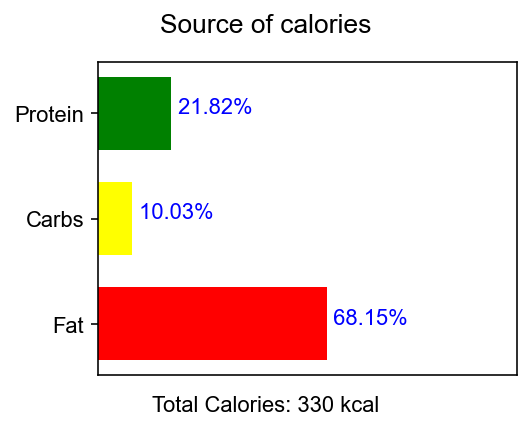 Source of calories
Protein 21.82%
Carbs 10.03%
Fat 68.15%
Total Calories: 330 kcal